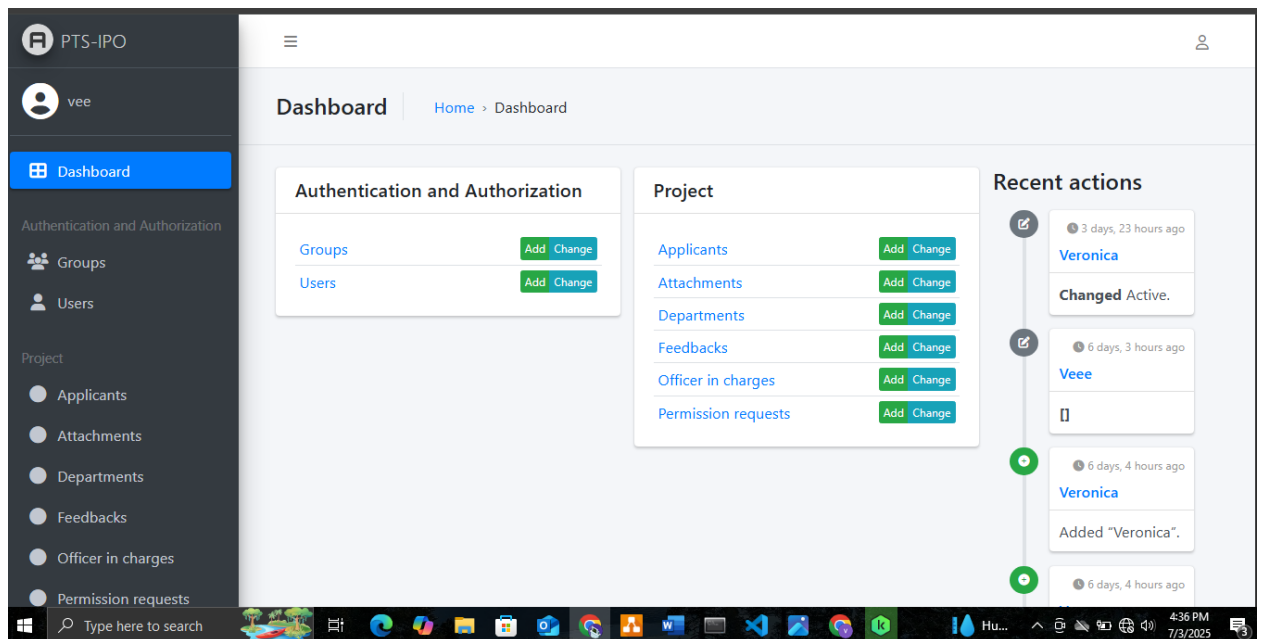 PTS-IPO
vee
Dashboard
Authentication and Authorization
Groups
Users
Project
Applicants
Attachments
Departments
Feedbacks
Officer in charges
Permission requests
Dashboard
Home › Dashboard
Authentication and Authorization
Groups Add Change
Users Add Change
Project
Applicants Add Change
Attachments Add Change
Departments Add Change
Feedbacks Add Change
Officer in charges Add Change
Permission requests Add Change
Recent actions
3 days, 23 hours ago
Veronica
Changed Active.
6 days, 3 hours ago
Veee
[]
6 days, 4 hours ago
Veronica
Added “Veronica”.
6 days, 4 hours ago
Type here to search
Hu...
4:36 PM
7/3/2025
3